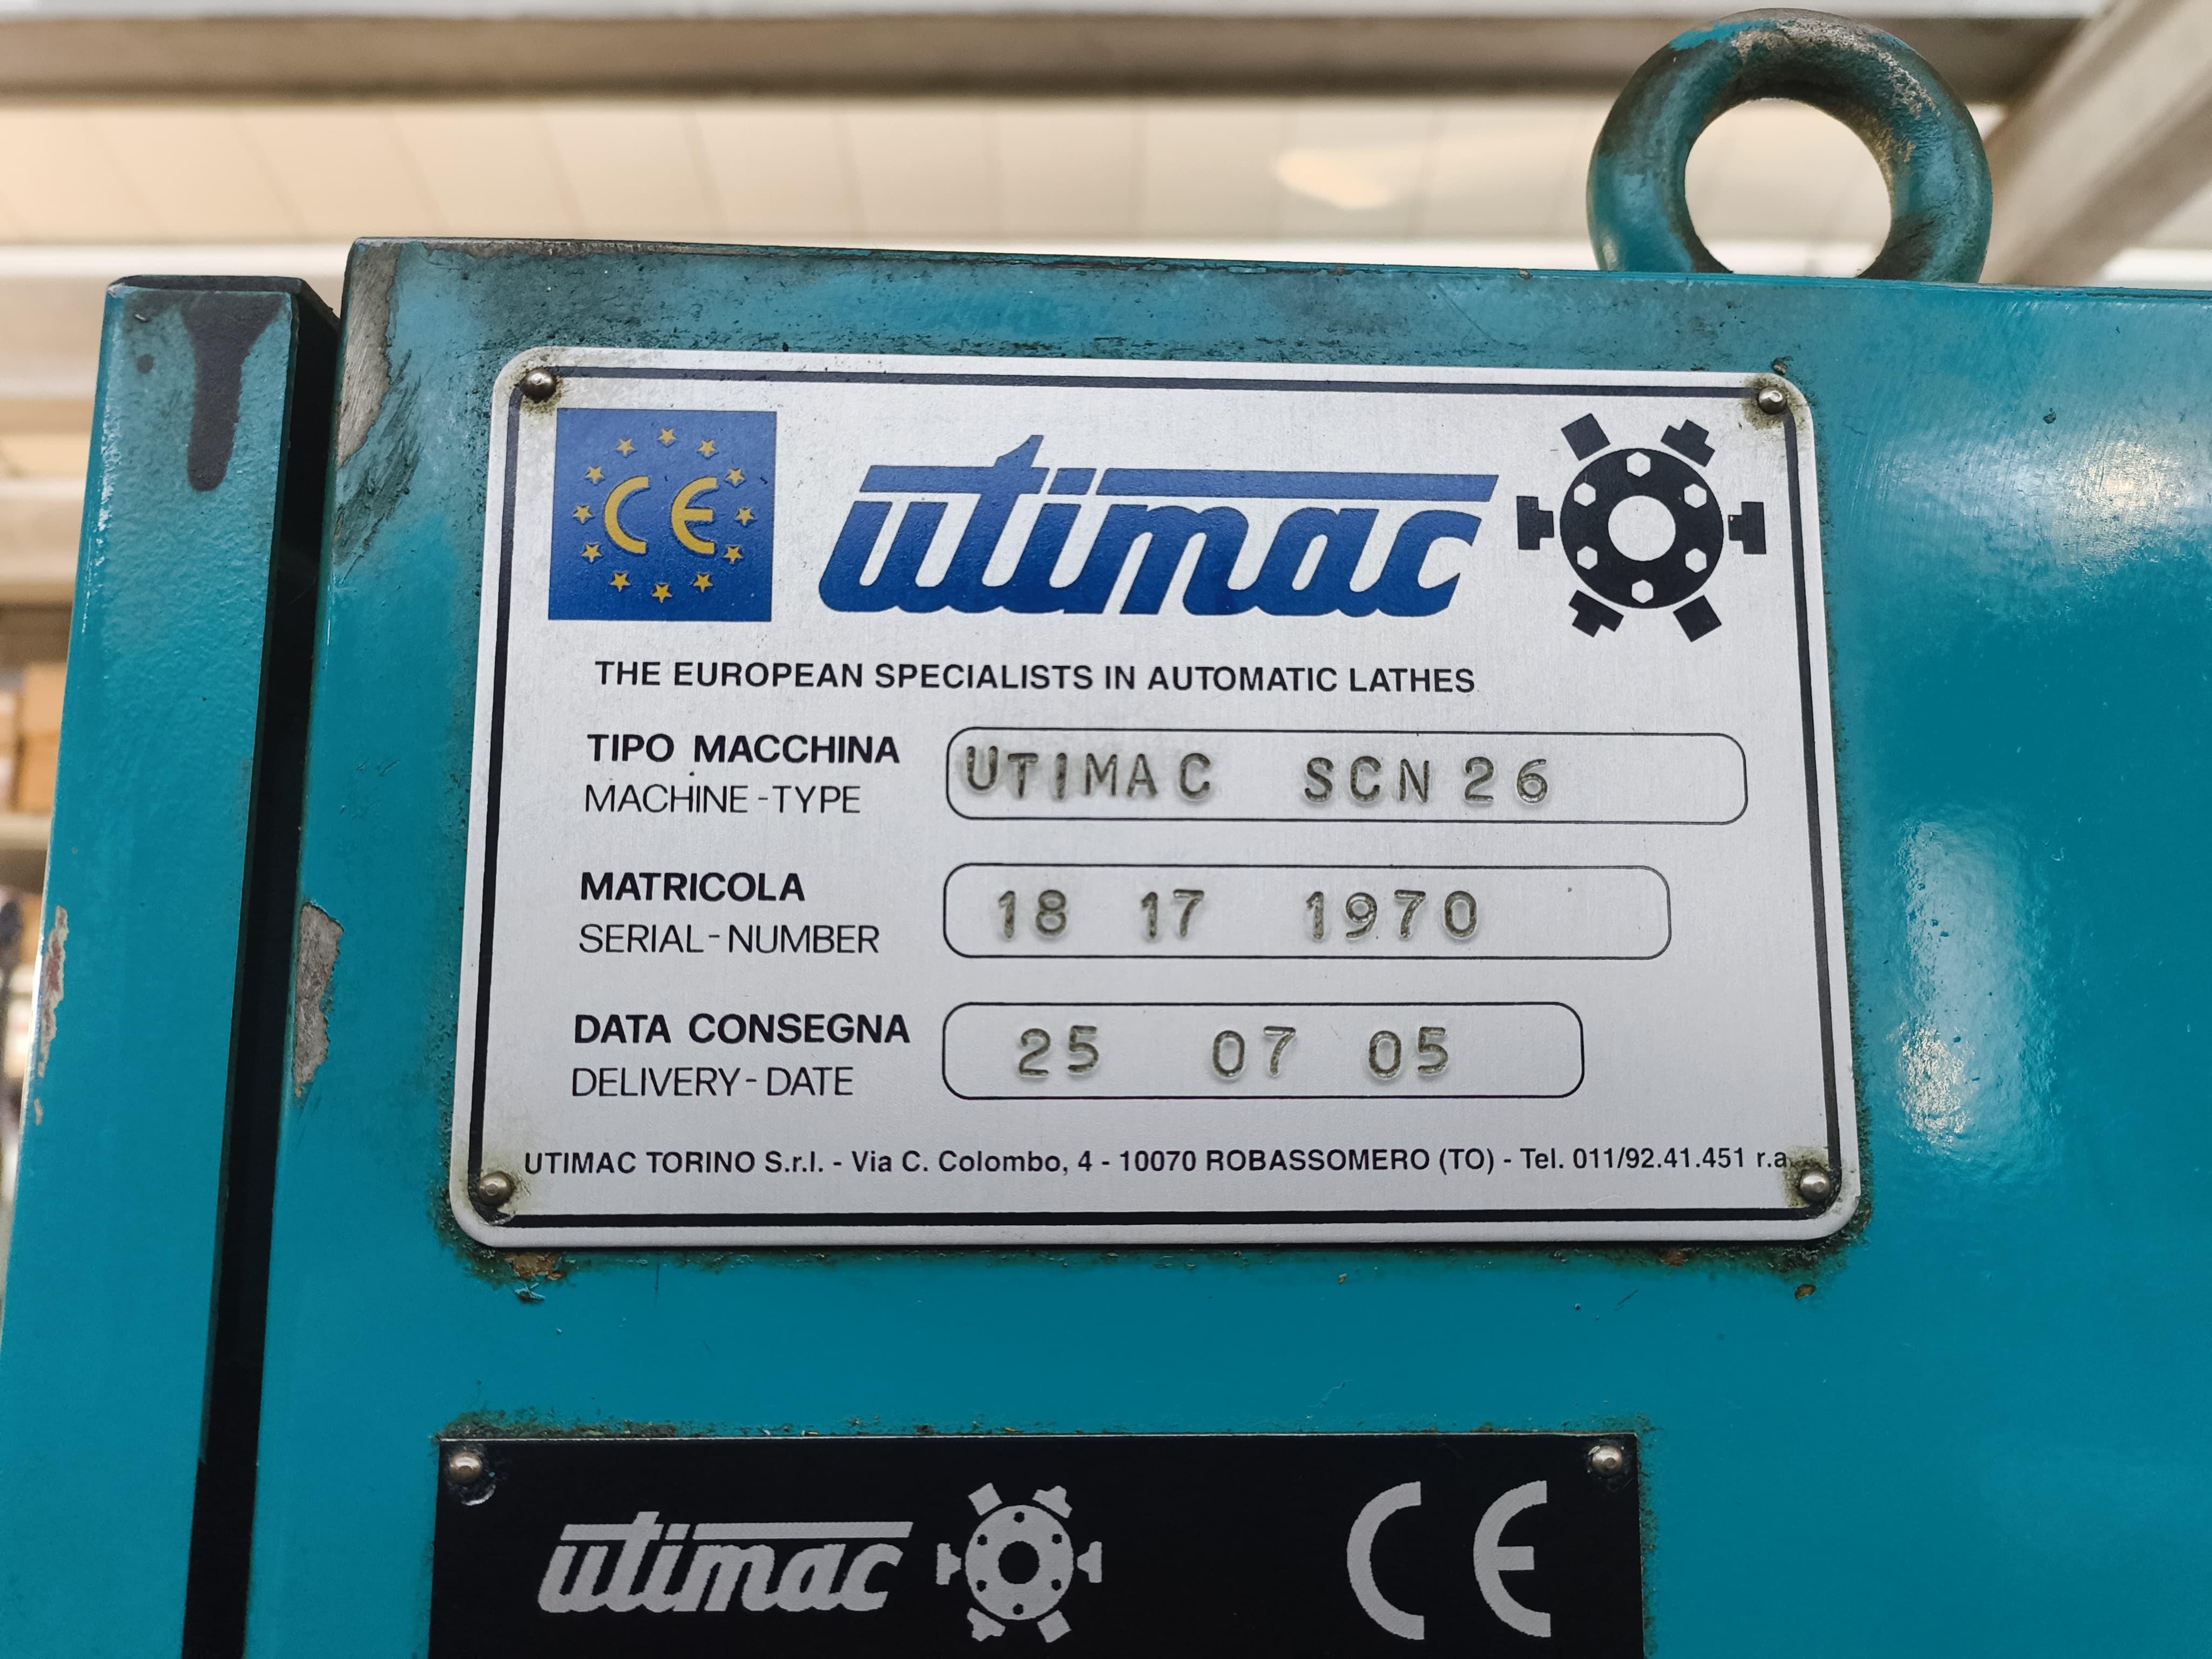 CE utimac
THE EUROPEAN SPECIALISTS IN AUTOMATIC LATHES
TIPO MACCHINA UTIMAC SCN 26
MACHINE-TYPE
MATRICOLA 18 17 1970
SERIAL-NUMBER
DATA CONSEGNA 25 07 05
DELIVERY-DATE
UTIMAC TORINO S.r.l. - Via C. Colombo, 4 - 10070 ROBASSOMERO (TO) - Tel. 011/92.41.451 r.a.
utimac CE